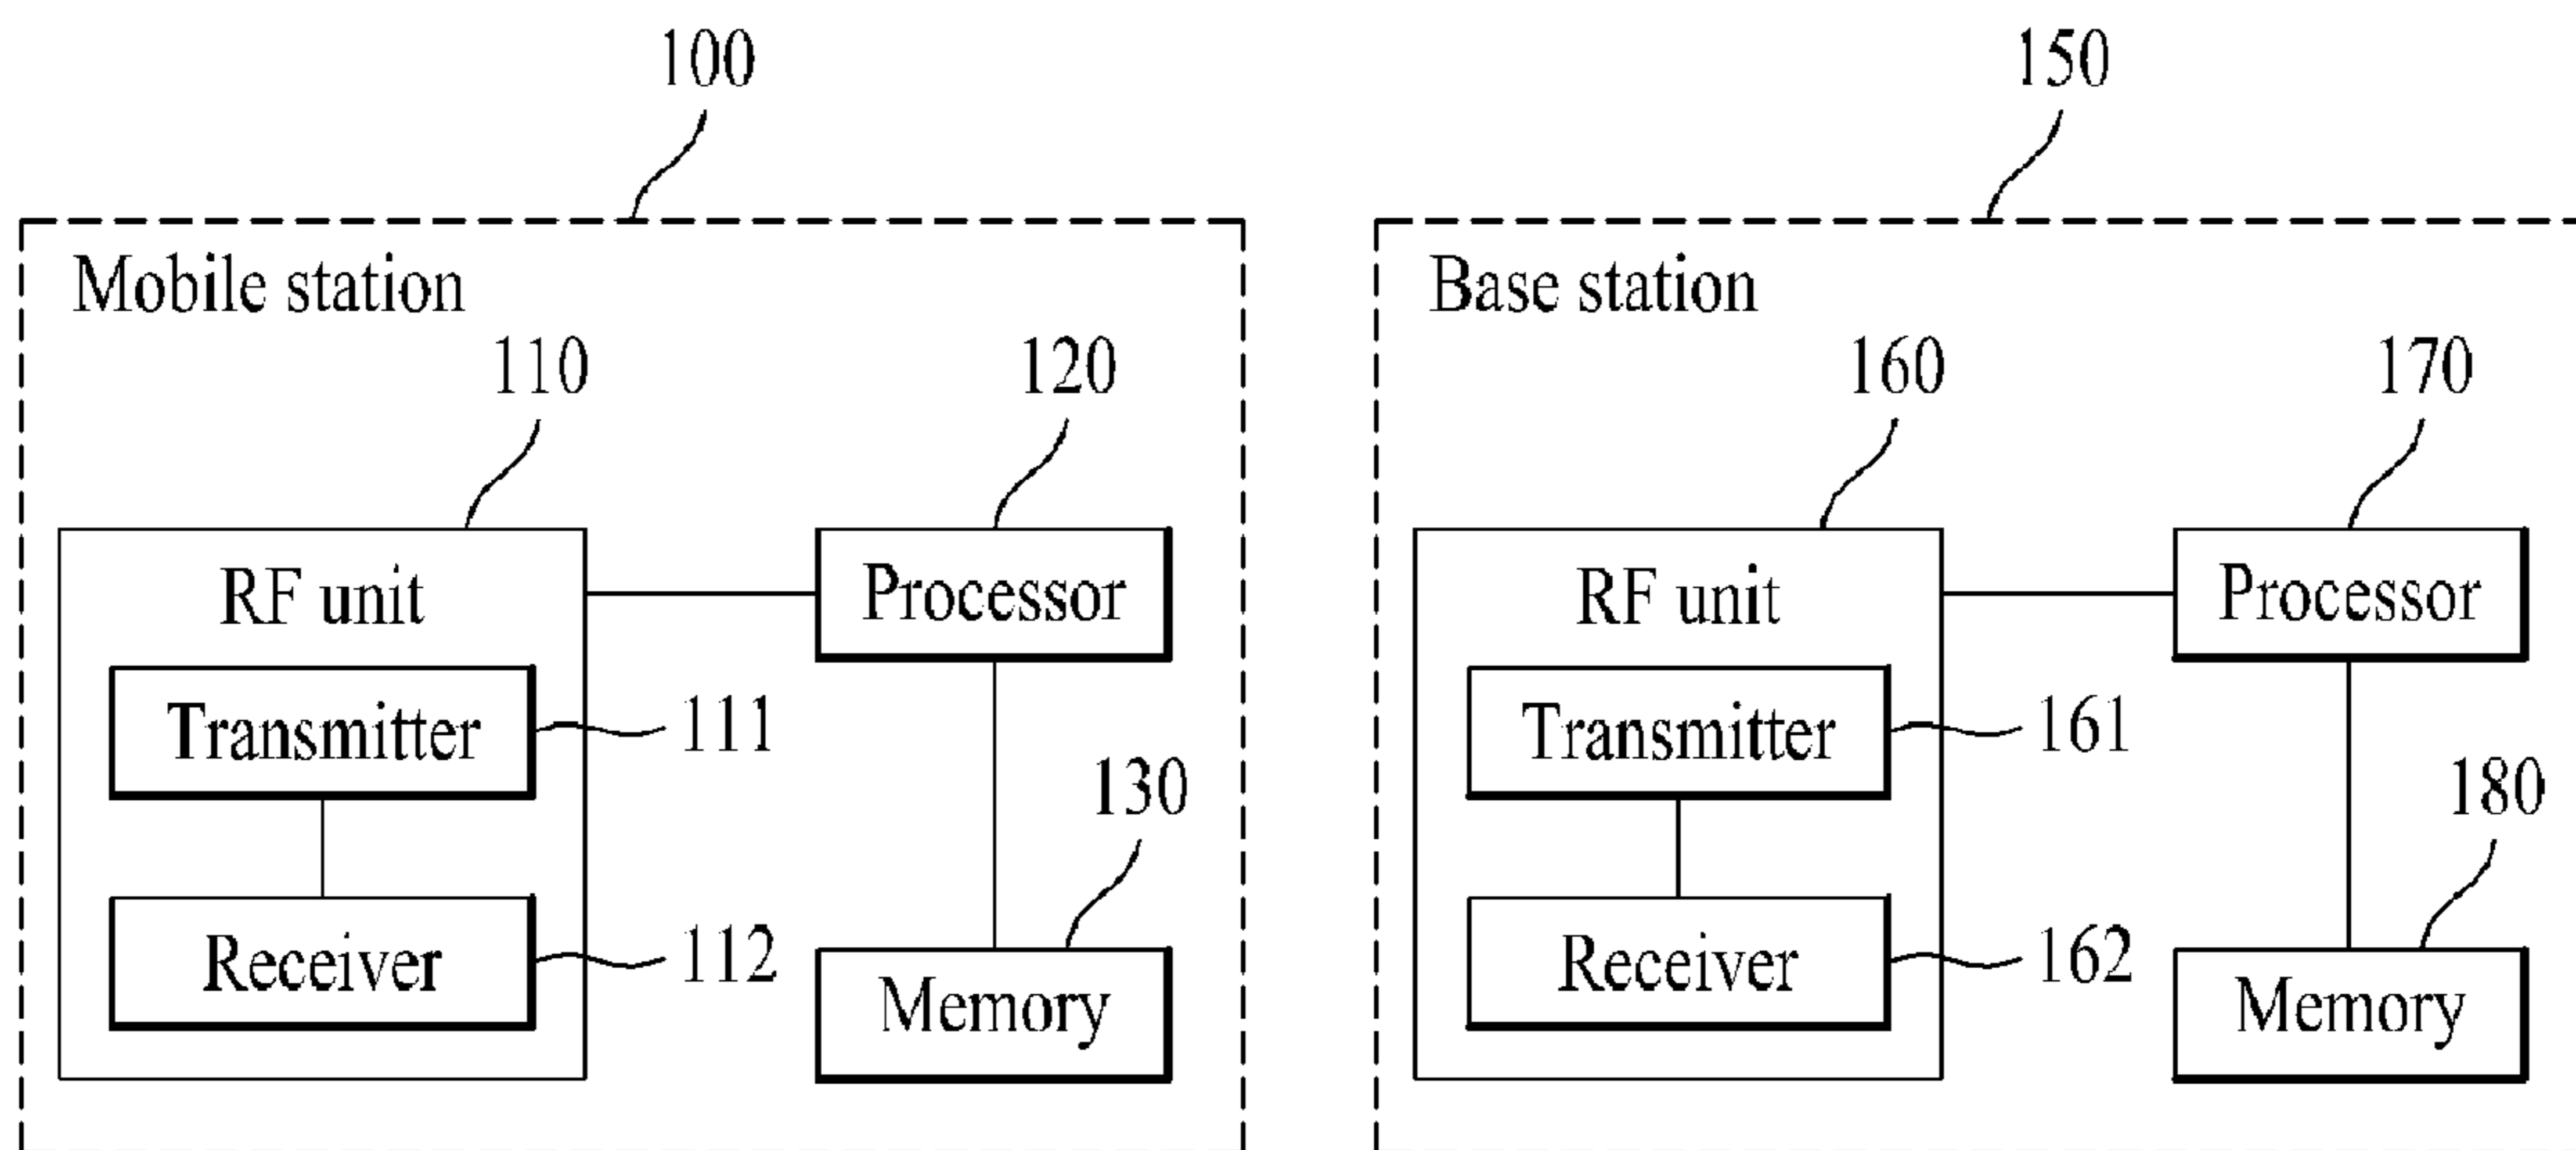 100
150
Mobile station
Base station
110
120
160
170
RF unit
Processor
RF unit
Processor
Transmitter
111
Transmitter
161
130
180
Receiver
112
Receiver
162
Memory
Memory